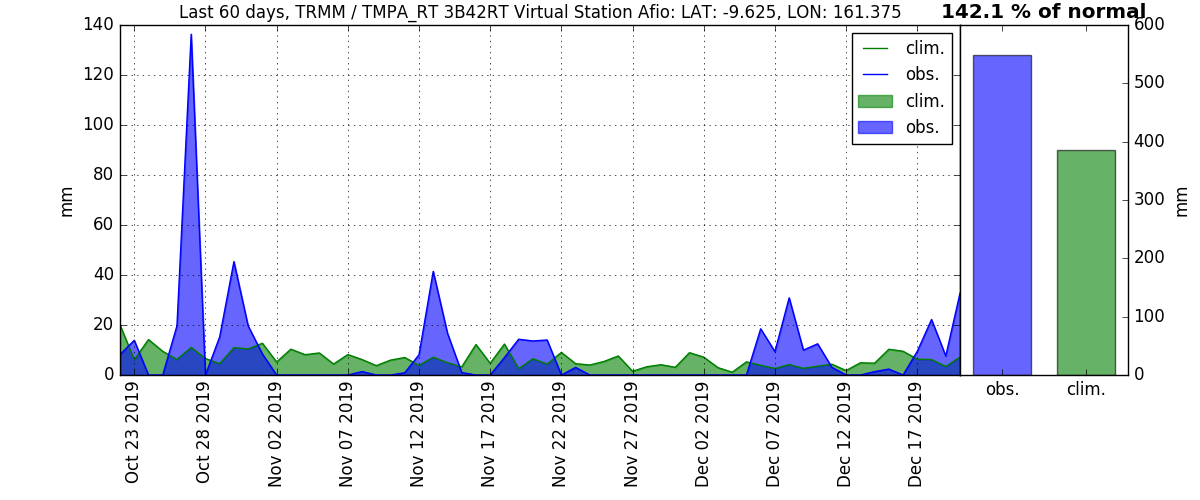 Last 60 days, TRMM / TMPA_RT 3B42RT Virtual Station Afio: LAT: -9.625, LON: 161.375
142.1 % of normal
140
120
100
80
60
40
20
0
mm
clim.
obs.
clim.
obs.
Oct 23 2019
Oct 28 2019
Nov 02 2019
Nov 07 2019
Nov 12 2019
Nov 17 2019
Nov 22 2019
Nov 27 2019
Dec 02 2019
Dec 07 2019
Dec 12 2019
Dec 17 2019
600
500
400
300
200
100
0
mm
obs.
clim.